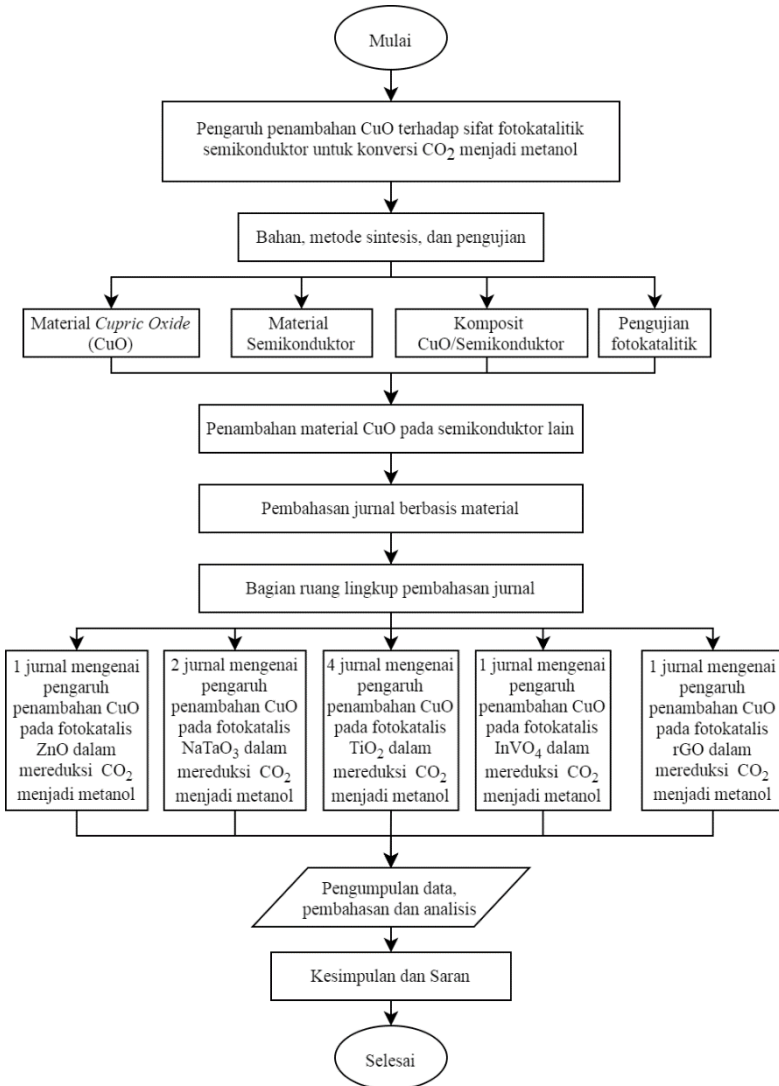 Mulai
Pengaruh penambahan CuO terhadap sifat fotokatalitik
semikonduktor untuk konversi CO₂ menjadi metanol
Bahan, metode sintesis, dan pengujian
Material Cupric Oxide
(CuO)
Material
Semikonduktor
Komposit
CuO/Semikonduktor
Pengujian
fotokatalitik
Penambahan material CuO pada semikonduktor lain
Pembahasan jurnal berbasis material
Bagian ruang lingkup pembahasan jurnal
1 jurnal mengenai
pengaruh
penambahan CuO
pada fotokatalis
ZnO dalam
mereduksi CO₂
menjadi metanol
2 jurnal mengenai
pengaruh
penambahan CuO
pada fotokatalis
NaTaO₃ dalam
mereduksi CO₂
menjadi metanol
4 jurnal mengenai
pengaruh
penambahan CuO
pada fotokatalis
TiO₂ dalam
mereduksi CO₂
menjadi metanol
1 jurnal mengenai
pengaruh
penambahan CuO
pada fotokatalis
InVO₄ dalam
mereduksi CO₂
menjadi metanol
1 jurnal mengenai
pengaruh
penambahan CuO
pada fotokatalis
rGO dalam
mereduksi CO₂
menjadi metanol
Pengumpulan data,
pembahasan dan analisis
Kesimpulan dan Saran
Selesai